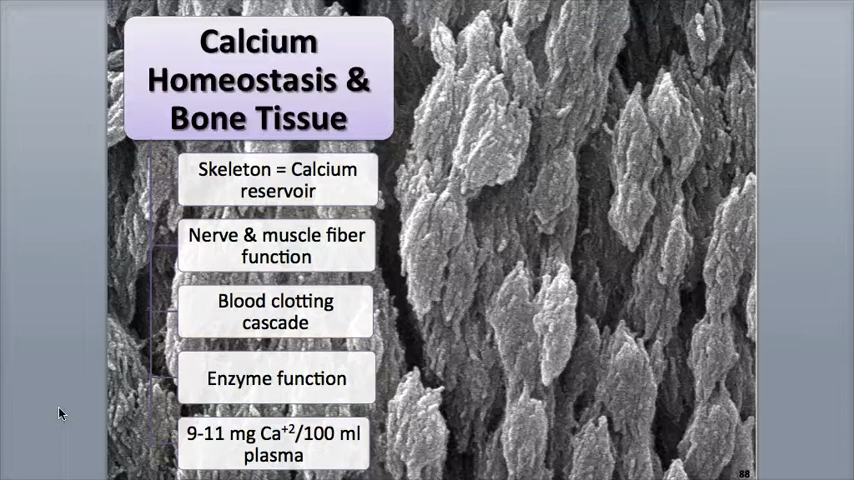 Calcium
Homeostasis &
Bone Tissue
Skeleton = Calcium
reservoir
Nerve & muscle fiber
function
Blood clotting
cascade
Enzyme function
9-11 mg Ca⁺²/100 ml
plasma
88